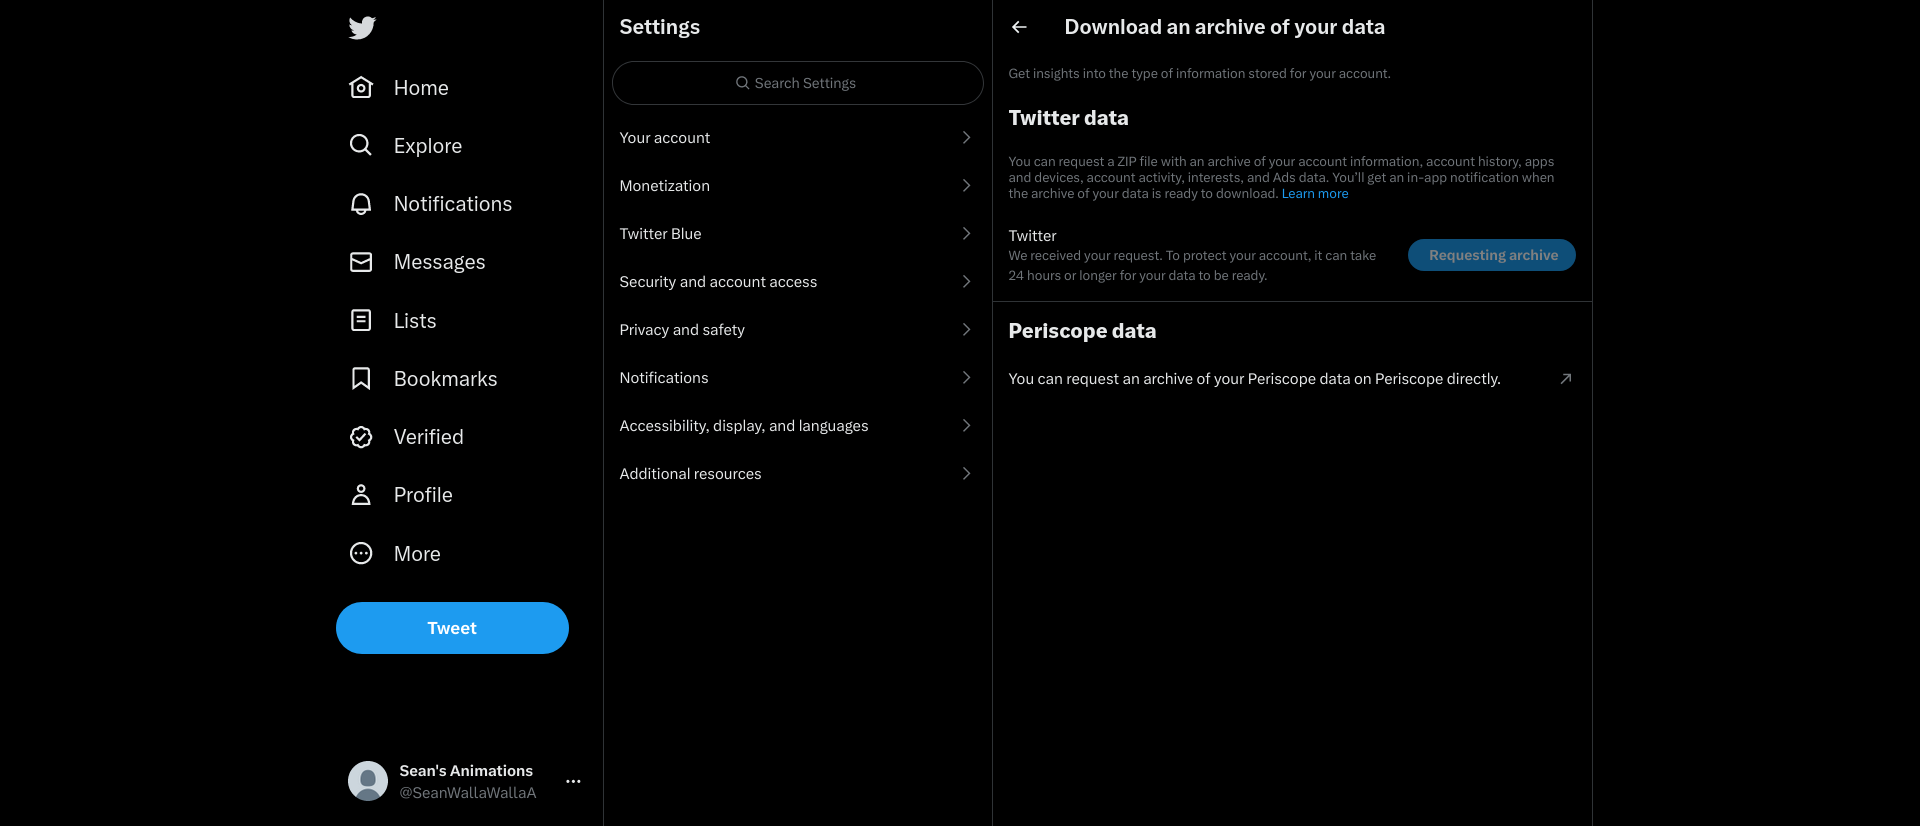 Home
Explore
Notifications
Messages
Lists
Bookmarks
Verified
Profile
More
Tweet
Sean's Animations
@SeanWallaWallaA
Settings
Search Settings
Your account
Monetization
Twitter Blue
Security and account access
Privacy and safety
Notifications
Accessibility, display, and languages
Additional resources
Download an archive of your data
Get insights into the type of information stored for your account.
Twitter data
You can request a ZIP file with an archive of your account information, account history, apps
and devices, account activity, interests, and Ads data. You’ll get an in-app notification when
the archive of your data is ready to download. Learn more
Twitter
We received your request. To protect your account, it can take
24 hours or longer for your data to be ready.
Requesting archive
Periscope data
You can request an archive of your Periscope data on Periscope directly.